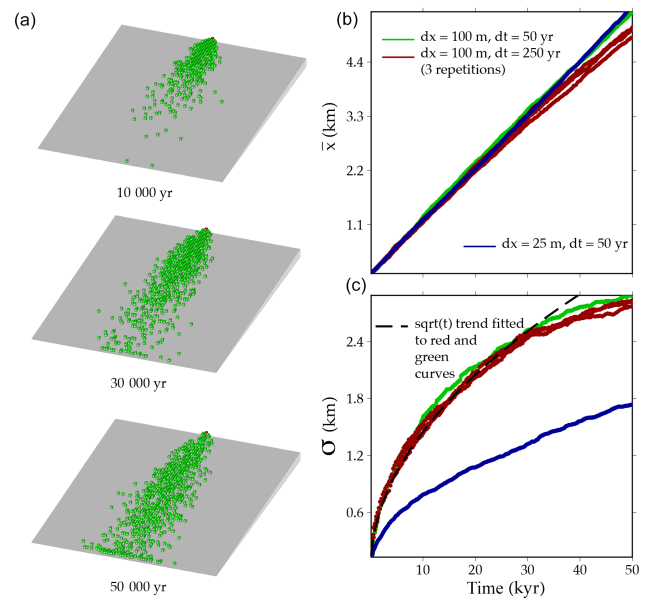 (a)
10 000 yr
30 000 yr
50 000 yr
(b)
dx = 100 m, dt = 50 yr
dx = 100 m, dt = 250 yr
(3 repetitions)
4.4
3.3
2.2
1.1
x̄ (km)
dx = 25 m, dt = 50 yr
(c)
sqrt(t) trend fitted
to red and
green
curves
2.4
1.8
1.2
0.6
σ (km)
10 20 30 40 50
Time (kyr)